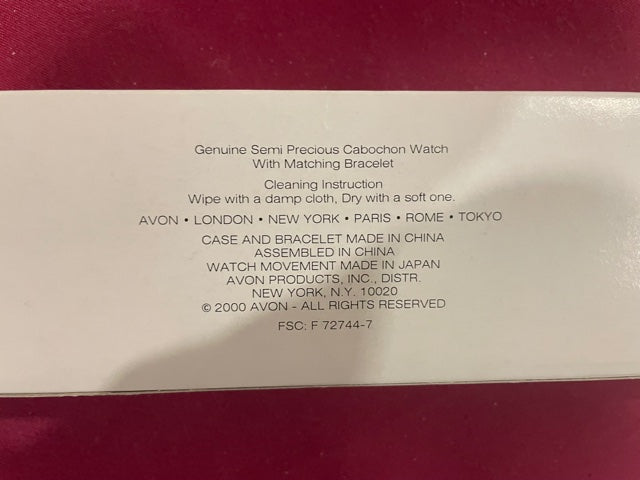 Genuine Semi Precious Cabochon Watch
With Matching Bracelet
Cleaning Instruction
Wipe with a damp cloth, Dry with a soft one.
AVON • LONDON • NEW YORK • PARIS • ROME • TOKYO
CASE AND BRACELET MADE IN CHINA
ASSEMBLED IN CHINA
WATCH MOVEMENT MADE IN JAPAN
AVON PRODUCTS, INC., DISTR.
NEW YORK, N.Y. 10020
© 2000 AVON - ALL RIGHTS RESERVED
FSC: F 72744-7